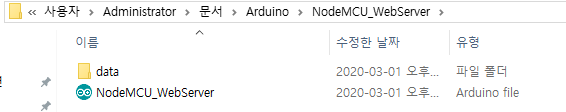 « 사용자 > Administrator > 문서 > Arduino > NodeMCU_WebServer >
이름 수정한 날짜 유형
data 2020-03-01 오후... 파일 폴더
NodeMCU_WebServer 2020-03-01 오후... Arduino file